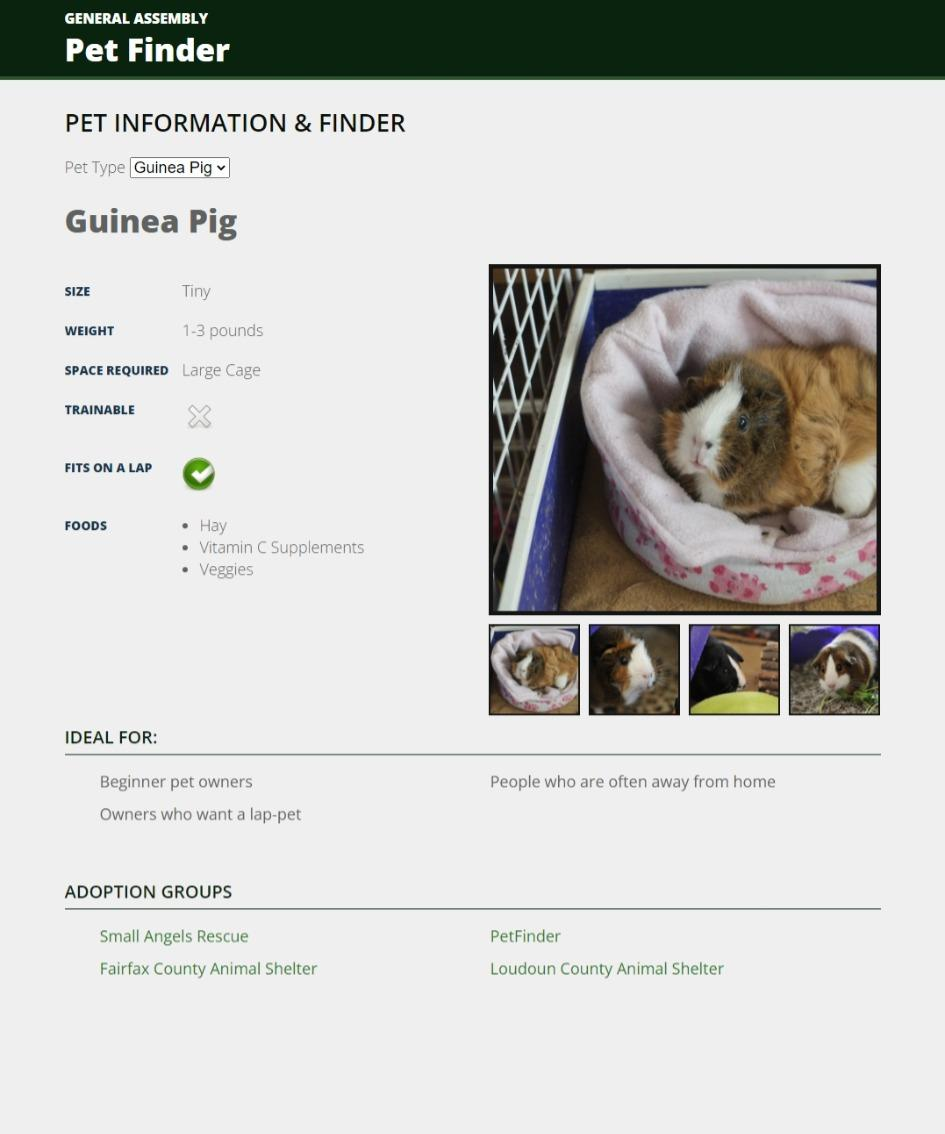 GENERAL ASSEMBLY
Pet Finder
PET INFORMATION & FINDER
Pet Type Guinea Pig
Guinea Pig
SIZE Tiny
WEIGHT 1-3 pounds
SPACE REQUIRED Large Cage
TRAINABLE
FITS ON A LAP
FOODS
Hay
Vitamin C Supplements
Veggies
IDEAL FOR:
Beginner pet owners
People who are often away from home
Owners who want a lap-pet
ADOPTION GROUPS
Small Angels Rescue
PetFinder
Fairfax County Animal Shelter
Loudoun County Animal Shelter